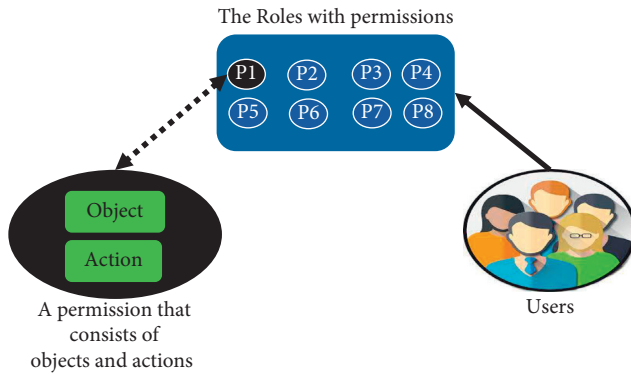 The Roles with permissions
P1 P2 P3 P4
P5 P6 P7 P8
Object
Action
A permission that
consists of
objects and actions
Users